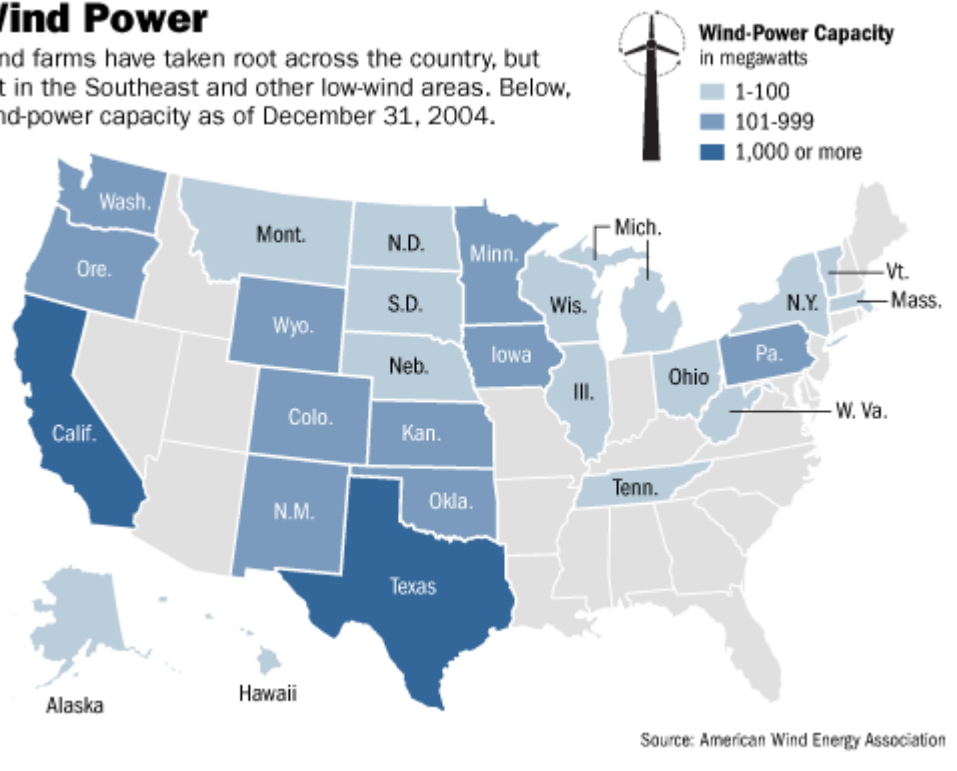 Wind Power
nd farms have taken root across the country, but
t in the Southeast and other low-wind areas. Below,
nd-power capacity as of December 31, 2004.
Wind-Power Capacity
in megawatts
1-100
101-999
1,000 or more
Wash.
Mont.
N.D.
Minn.
Mich.
Ore.
Vt.
Wyo.
S.D.
Wis.
N.Y.
Mass.
Iowa
Pa.
Neb.
Ill.
Ohio
Calif.
Colo.
Kan.
W. Va.
N.M.
Okla.
Tenn.
Texas
Alaska
Hawaii
Source: American Wind Energy Association